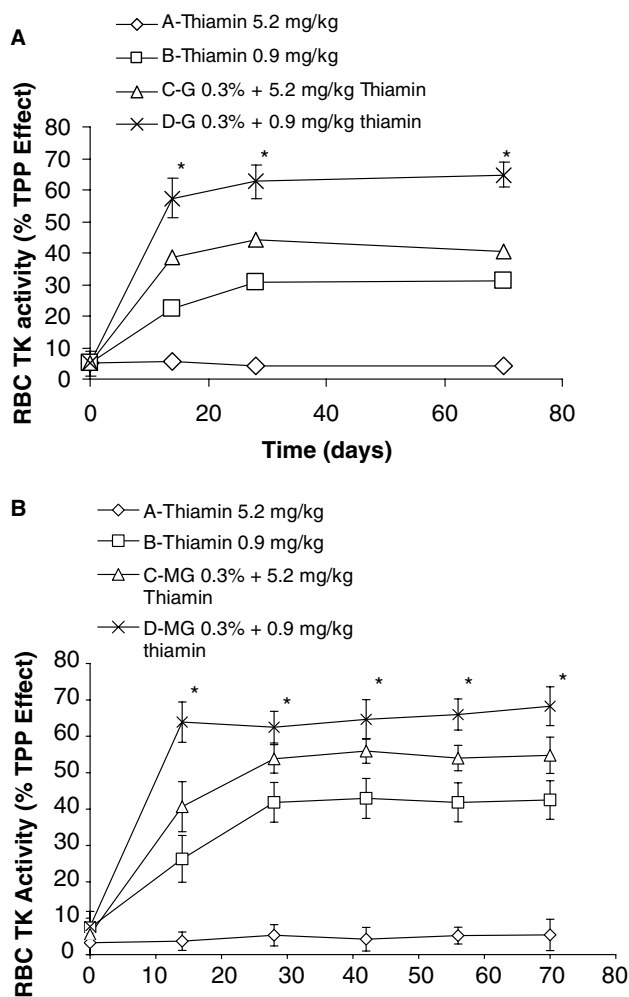 A
A-Thiamin 5.2 mg/kg
B-Thiamin 0.9 mg/kg
C-G 0.3% + 5.2 mg/kg Thiamin
D-G 0.3% + 0.9 mg/kg thiamin
RBC TK activity (% TPP Effect)
80
70
60
50
40
30
20
10
0
* * *
0 20 40 60 80
Time (days)
B
A-Thiamin 5.2 mg/kg
B-Thiamin 0.9 mg/kg
C-MG 0.3% + 5.2 mg/kg
Thiamin
D-MG 0.3% + 0.9 mg/kg
thiamin
RBC TK Activity (% TPP Effect)
80
70
60
50
40
30
20
10
0
* * * * *
0 10 20 30 40 50 60 70 80